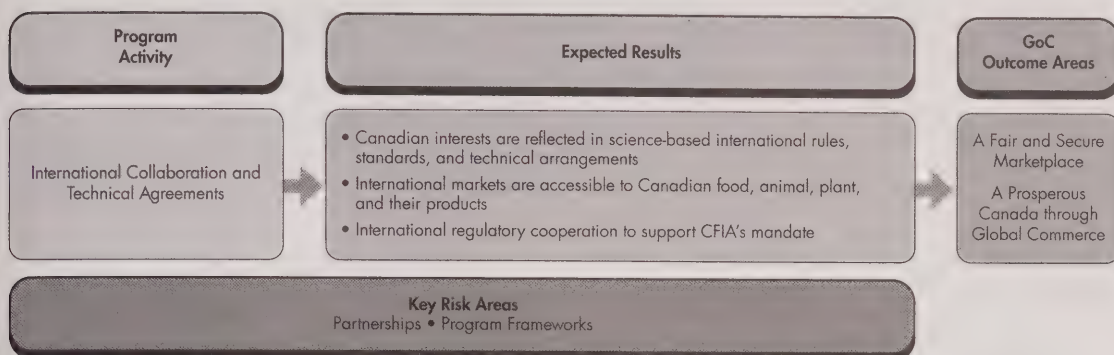 Program
Activity
Expected Results
GoC
Outcome Areas
International Collaboration and
Technical Agreements
• Canadian interests are reflected in science-based international rules,
standards, and technical arrangements
• International markets are accessible to Canadian food, animal, plant,
and their products
• International regulatory cooperation to support CFIA's mandate
A Fair and Secure
Marketplace
A Prosperous
Canada through
Global Commerce
Key Risk Areas
Partnerships • Program Frameworks